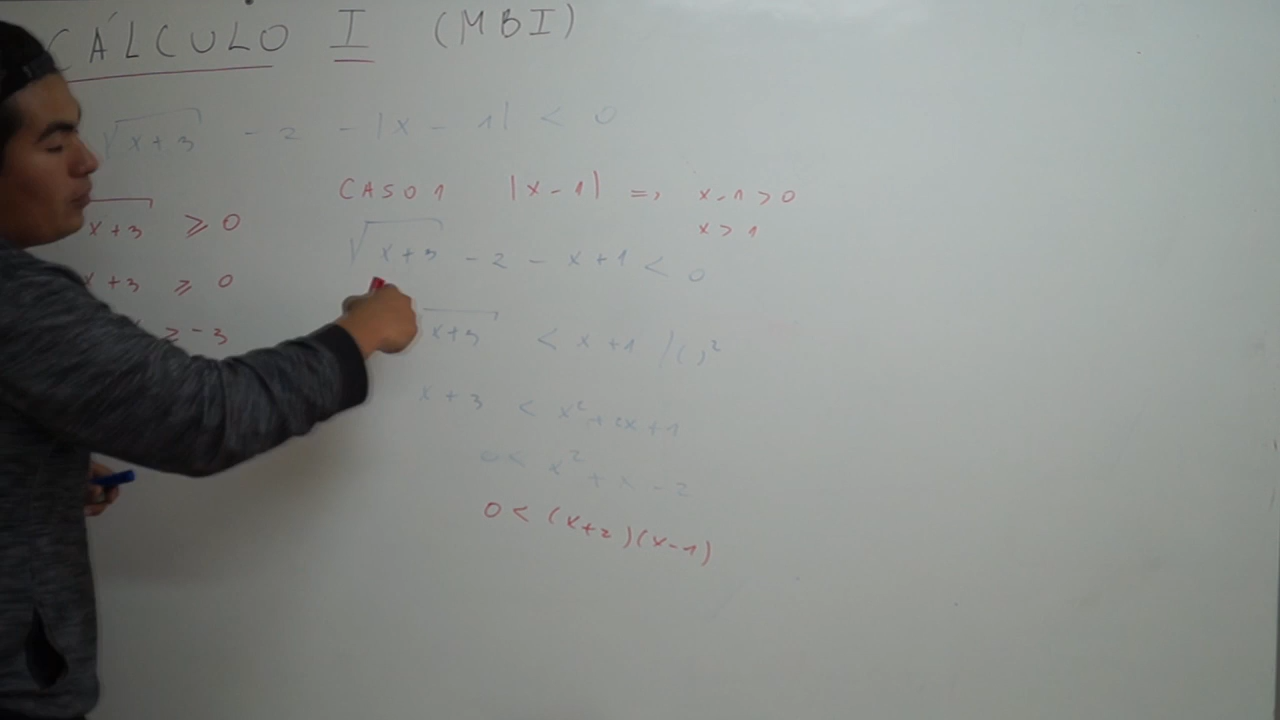 CÁLCULO I (MBI)
√x+3 - 2 - |x - 1| < 0
x+3 ⩾ 0
x+3 ⩾ 0
≥ -3
CASO 1 |x-1| => x-1 > 0
x > 1
√x+3 - 2 - x+1 < 0
x+3 < x+1 /( )²
x+3 < x²+2x+1
0 < x² + x - 2
0 < (x+2)(x-1)